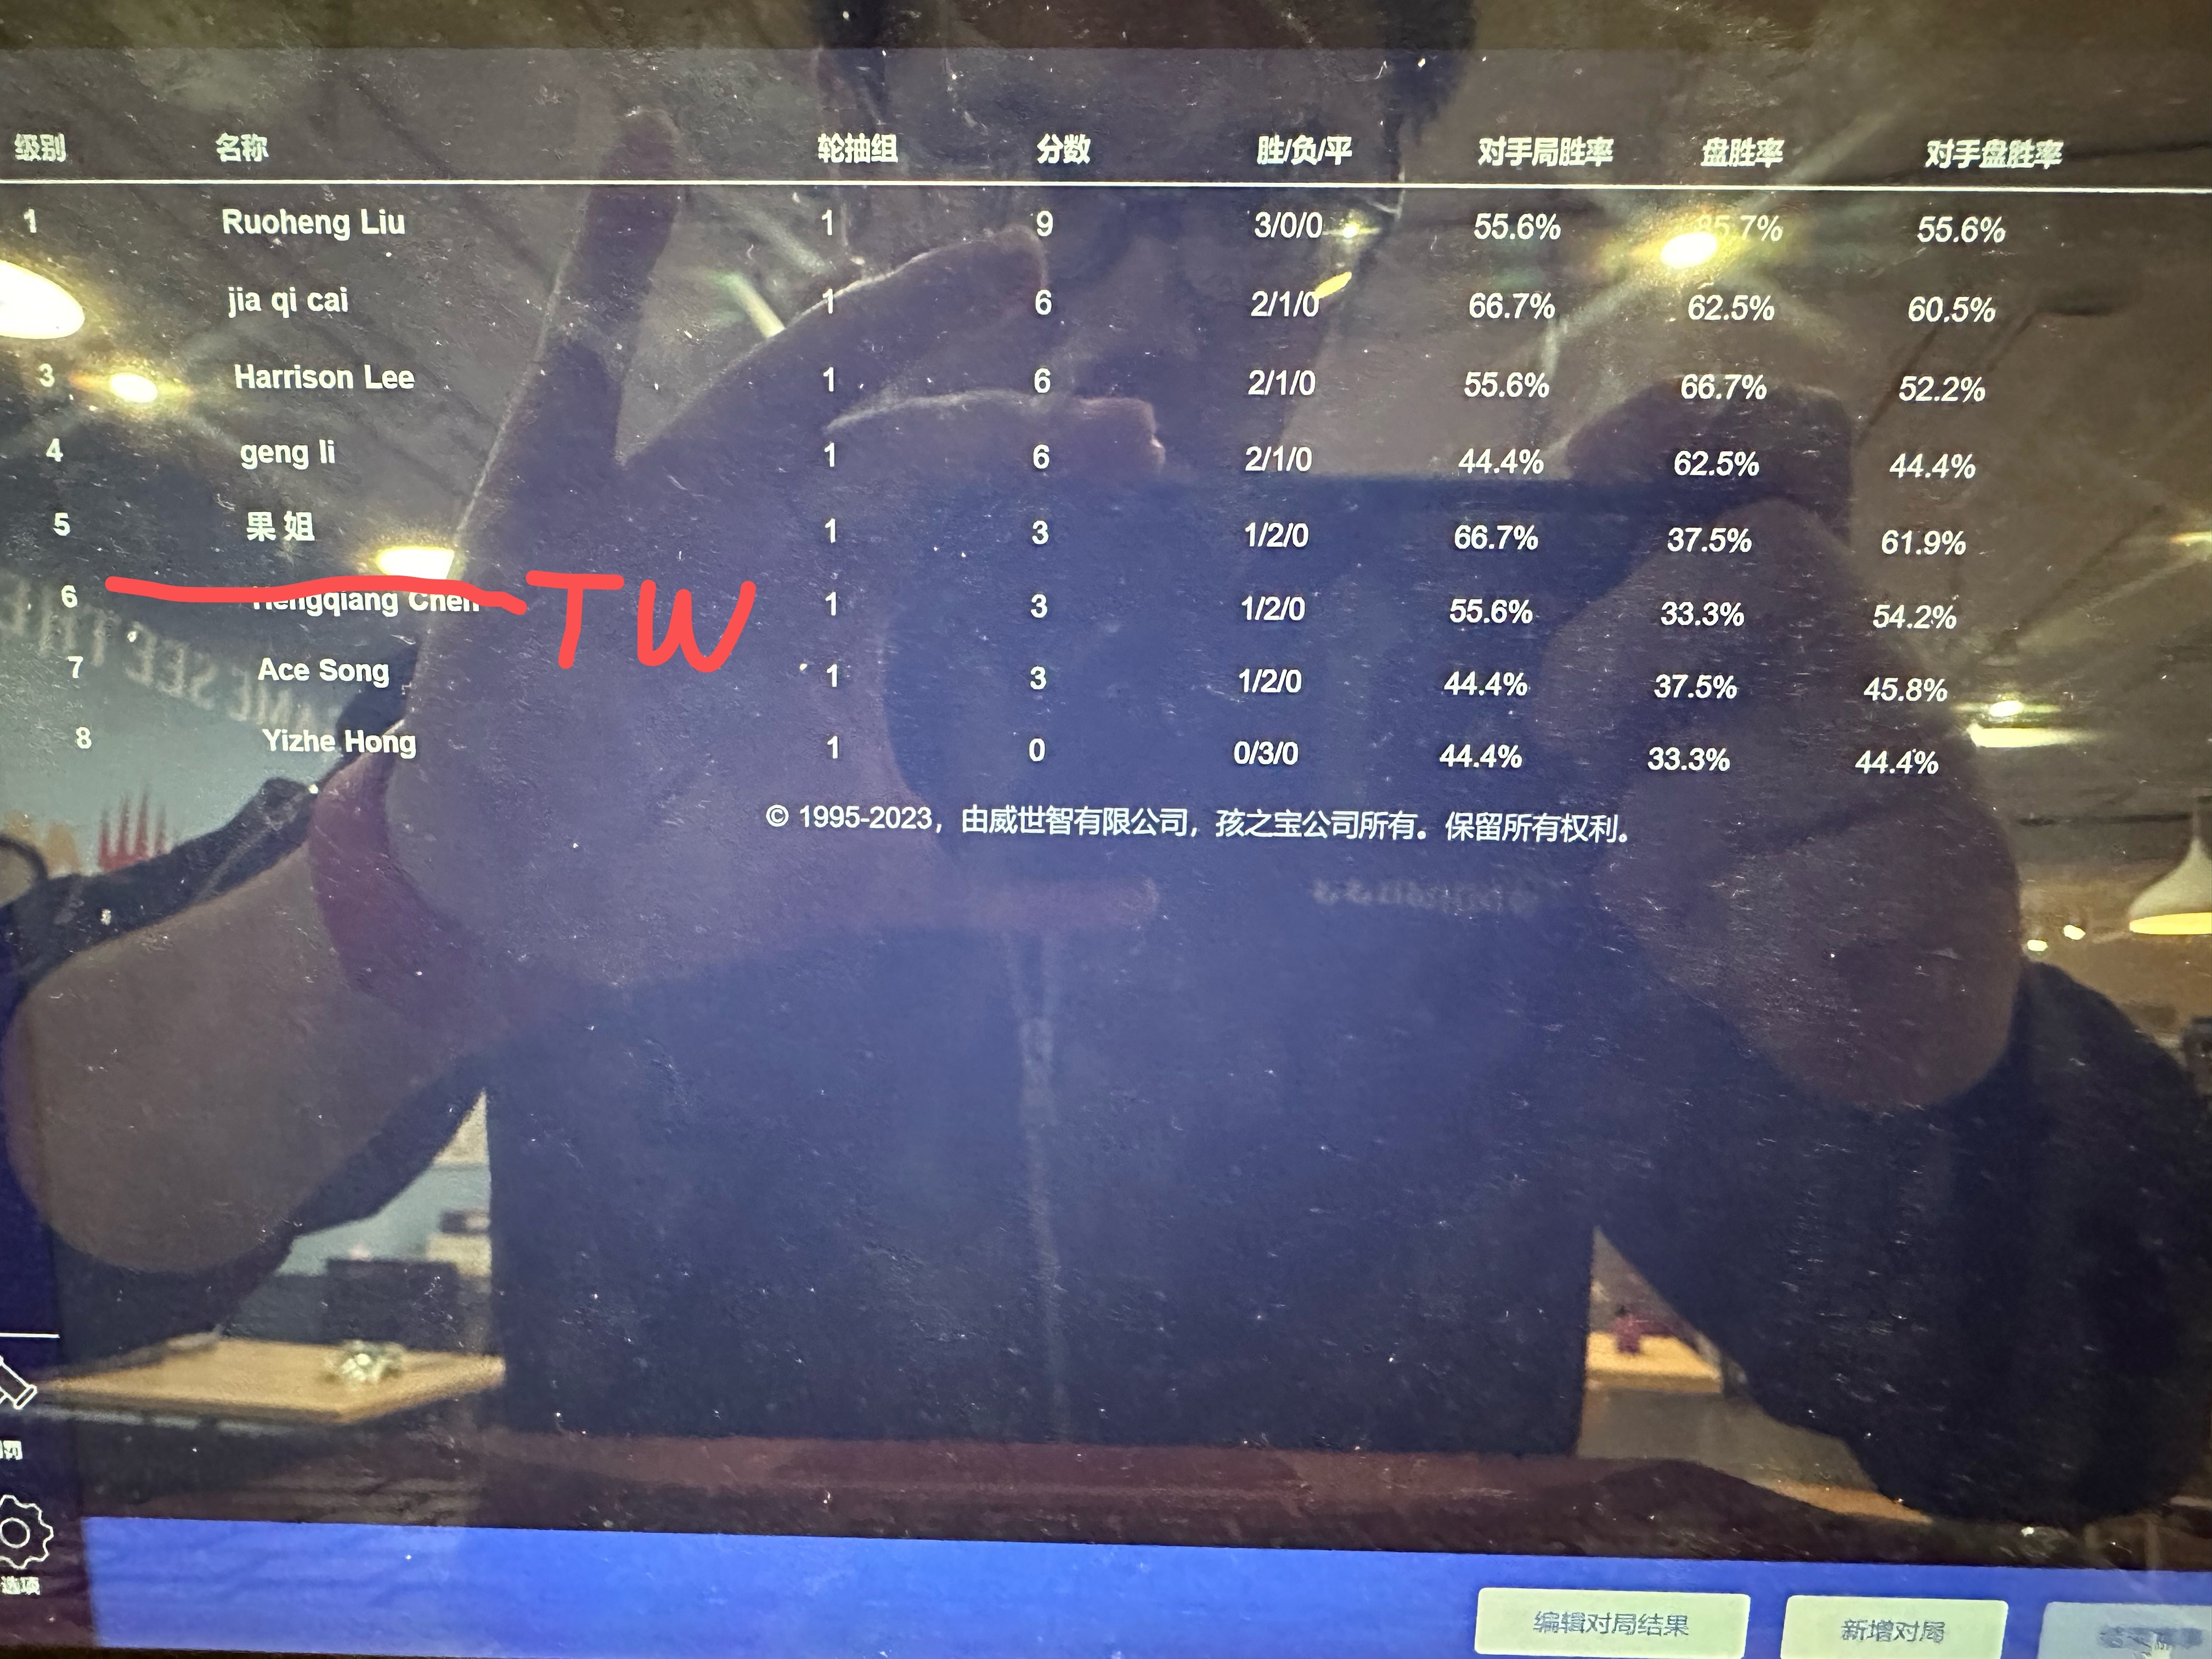 级别 名称 轮抽组 分数 胜/负/平 对手局胜率 盘胜率 对手盘胜率
1 Ruoheng Liu 1 9 3/0/0 55.6% 85.7% 55.6%
jia qi cai 1 6 2/1/0 66.7% 62.5% 60.5%
3 Harrison Lee 1 6 2/1/0 55.6% 66.7% 52.2%
4 geng li 1 6 2/1/0 44.4% 62.5% 44.4%
5 果 姐 1 3 1/2/0 66.7% 37.5% 61.9%
6 Chen TW 1 3 1/2/0 55.6% 33.3% 54.2%
7 Ace Song 1 3 1/2/0 44.4% 37.5% 45.8%
8 Yizhe Hong 1 0 0/3/0 44.4% 33.3% 44.4%
© 1995-2023，由威世智有限公司，孩之宝公司所有。保留所有权利。
SEE THE
选项
编辑对局结果 新增对局